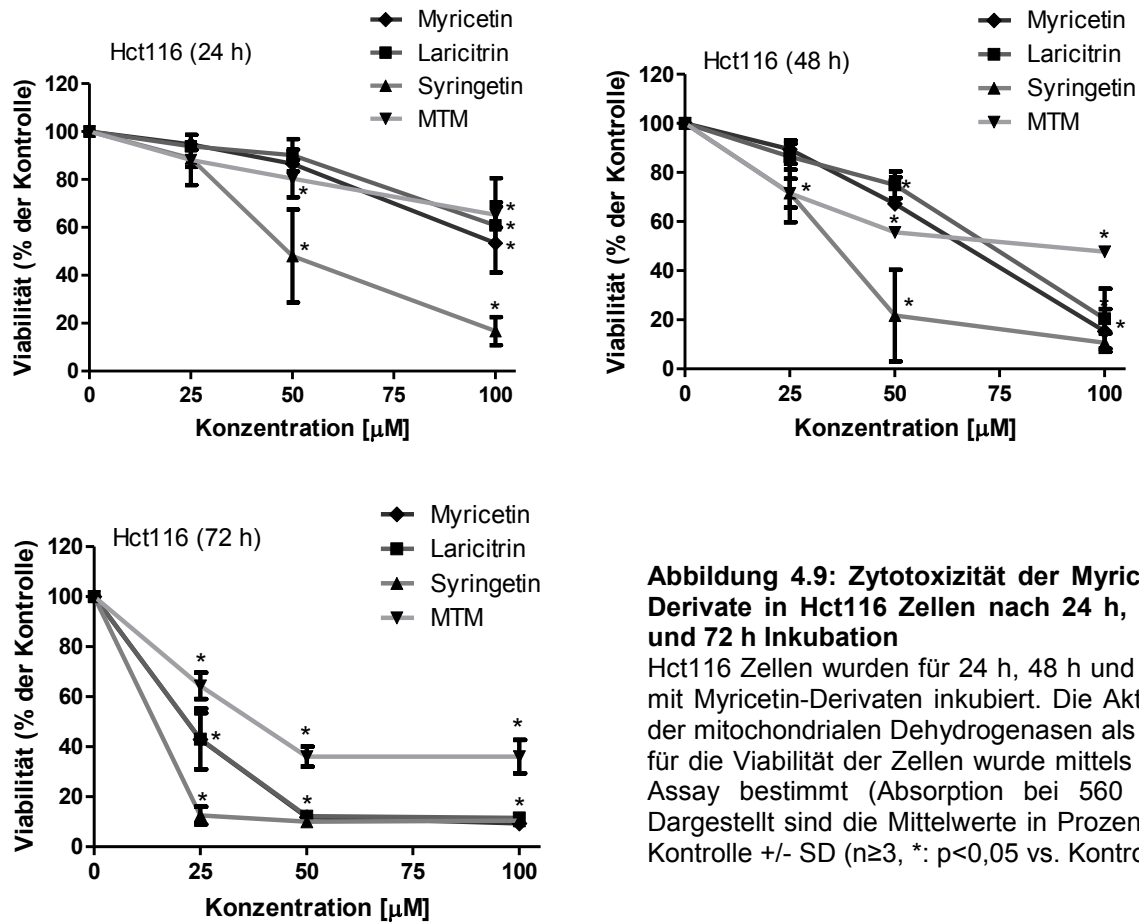 Hct116 (24 h)
Myricetin
Laricitrin
Syringetin
MTM
Viabilität (% der Kontrolle)
120
100
80
60
40
20
0
* * * * * *
0 25 50 75 100
Konzentration [µM]
Hct116 (48 h)
Myricetin
Laricitrin
Syringetin
MTM
Viabilität (% der Kontrolle)
120
100
80
60
40
20
0
* * * * * * *
0 25 50 75 100
Konzentration [µM]
Hct116 (72 h)
Myricetin
Laricitrin
Syringetin
MTM
Viabilität (% der Kontrolle)
120
100
80
60
40
20
0
* * * * * * *
0 25 50 75 100
Konzentration [µM]
Abbildung 4.9: Zytotoxizität der Myric
Derivate in Hct116 Zellen nach 24 h,
und 72 h Inkubation
Hct116 Zellen wurden für 24 h, 48 h und
mit Myricetin-Derivaten inkubiert. Die Akt
der mitochondrialen Dehydrogenasen als
für die Viabilität der Zellen wurde mittels
Assay bestimmt (Absorption bei 560
Dargestellt sind die Mittelwerte in Prozen
Kontrolle +/- SD (n≥3, *: p<0,05 vs. Kontro